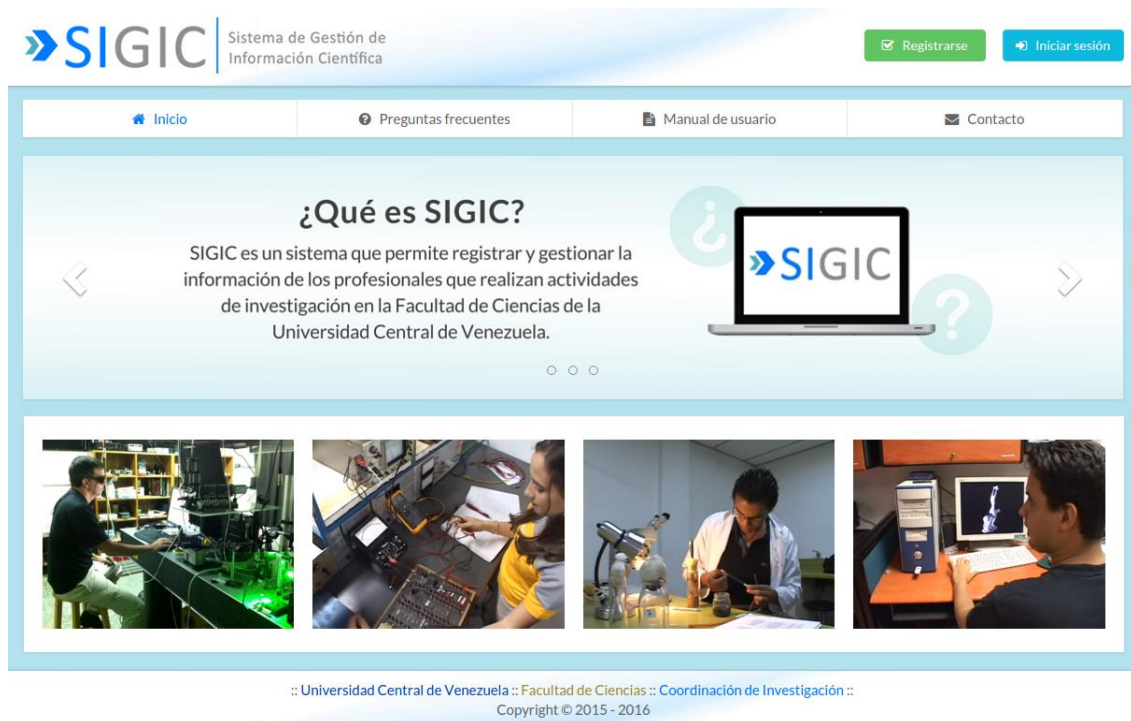 SIGIC
Sistema de Gestión de
Información Científica
Registrarse
Iniciar sesión
Inicio
Preguntas frecuentes
Manual de usuario
Contacto
¿Qué es SIGIC?
SIGIC es un sistema que permite registrar y gestionar la
información de los profesionales que realizan actividades
de investigación en la Facultad de Ciencias de la
Universidad Central de Venezuela.
¿
SIGIC
?
:: Universidad Central de Venezuela :: Facultad de Ciencias :: Coordinación de Investigación ::
Copyright © 2015 - 2016